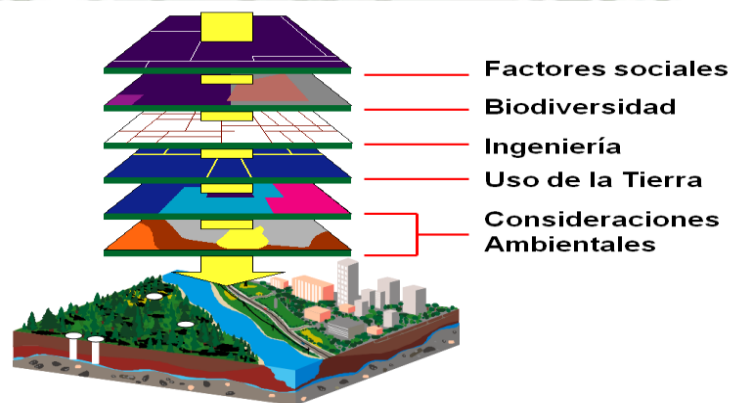 Factores sociales
Biodiversidad
Ingeniería
Uso de la Tierra
Consideraciones
Ambientales